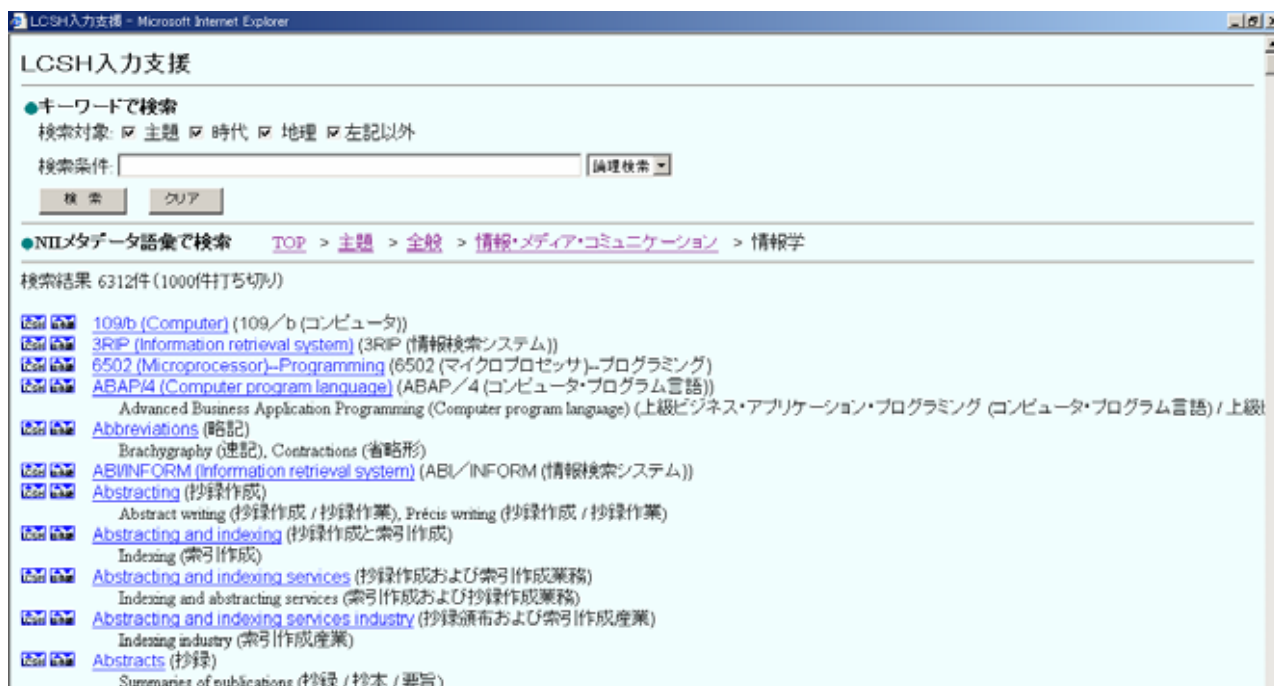 LCSH入力支援 - Microsoft Internet Explorer
LCSH入力支援
●キーワードで検索
検索対象: 主題 時代 地理 左記以外
検索条件: 論理検索
検 索 クリア
●NIIメタデータ語彙で検索 TOP > 主題 > 全般 > 情報・メディア・コミュニケーション > 情報学
検索結果 6312件(1000件打ち切り)
109/b (Computer) (109／b (コンピュータ))
3RIP (Information retrieval system) (3RIP (情報検索システム))
6502 (Microprocessor)--Programming (6502 (マイクロプロセッサ)--プログラミング)
ABAP/4 (Computer program language) (ABAP／4 (コンピュータ・プログラム言語))
Advanced Business Application Programming (Computer program language) (上級ビジネス・アプリケーション・プログラミング (コンピュータ・プログラム言語) / 上級
Abbreviations (略記)
Brachygraphy (速記), Contractions (省略形)
ABI/INFORM (Information retrieval system) (ABI／INFORM (情報検索システム))
Abstracting (抄録作成)
Abstract writing (抄録作成 / 抄録作業), Précis writing (抄録作成 / 抄録作業)
Abstracting and indexing (抄録作成と索引作成)
Indexing (索引作成)
Abstracting and indexing services (抄録作成および索引作成業務)
Indexing and abstracting services (索引作成および抄録作成業務)
Abstracting and indexing services industry (抄録頒布および索引作成産業)
Indexing industry (索引作成産業)
Abstracts (抄録)
Summaries of publications (抄録 / 抄本 / 要旨)